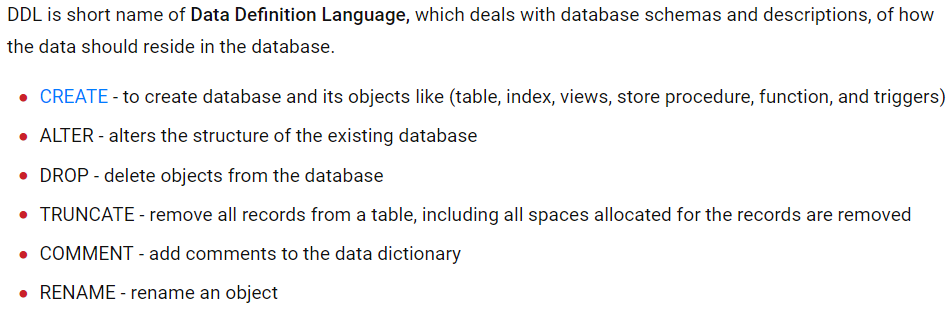 DDL is short name of Data Definition Language, which deals with database schemas and descriptions, of how
the data should reside in the database.
CREATE - to create database and its objects like (table, index, views, store procedure, function, and triggers)
ALTER - alters the structure of the existing database
DROP - delete objects from the database
TRUNCATE - remove all records from a table, including all spaces allocated for the records are removed
COMMENT - add comments to the data dictionary
RENAME - rename an object